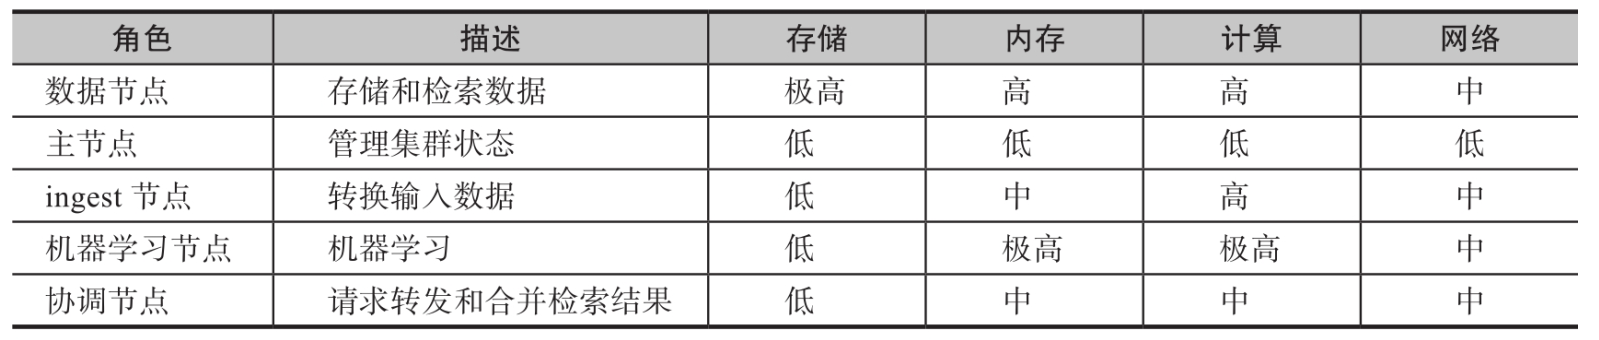 角色 描述 存储 内存 计算 网络
数据节点 存储和检索数据 极高 高 高 中
主节点 管理集群状态 低 低 低 低
ingest 节点 转换输入数据 低 中 高 中
机器学习节点 机器学习 低 极高 极高 中
协调节点 请求转发和合并检索结果 低 中 中 中